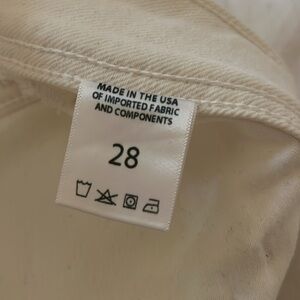 MADE IN THE USA
OF IMPORTED FABRIC
AND COMPONENTS
28